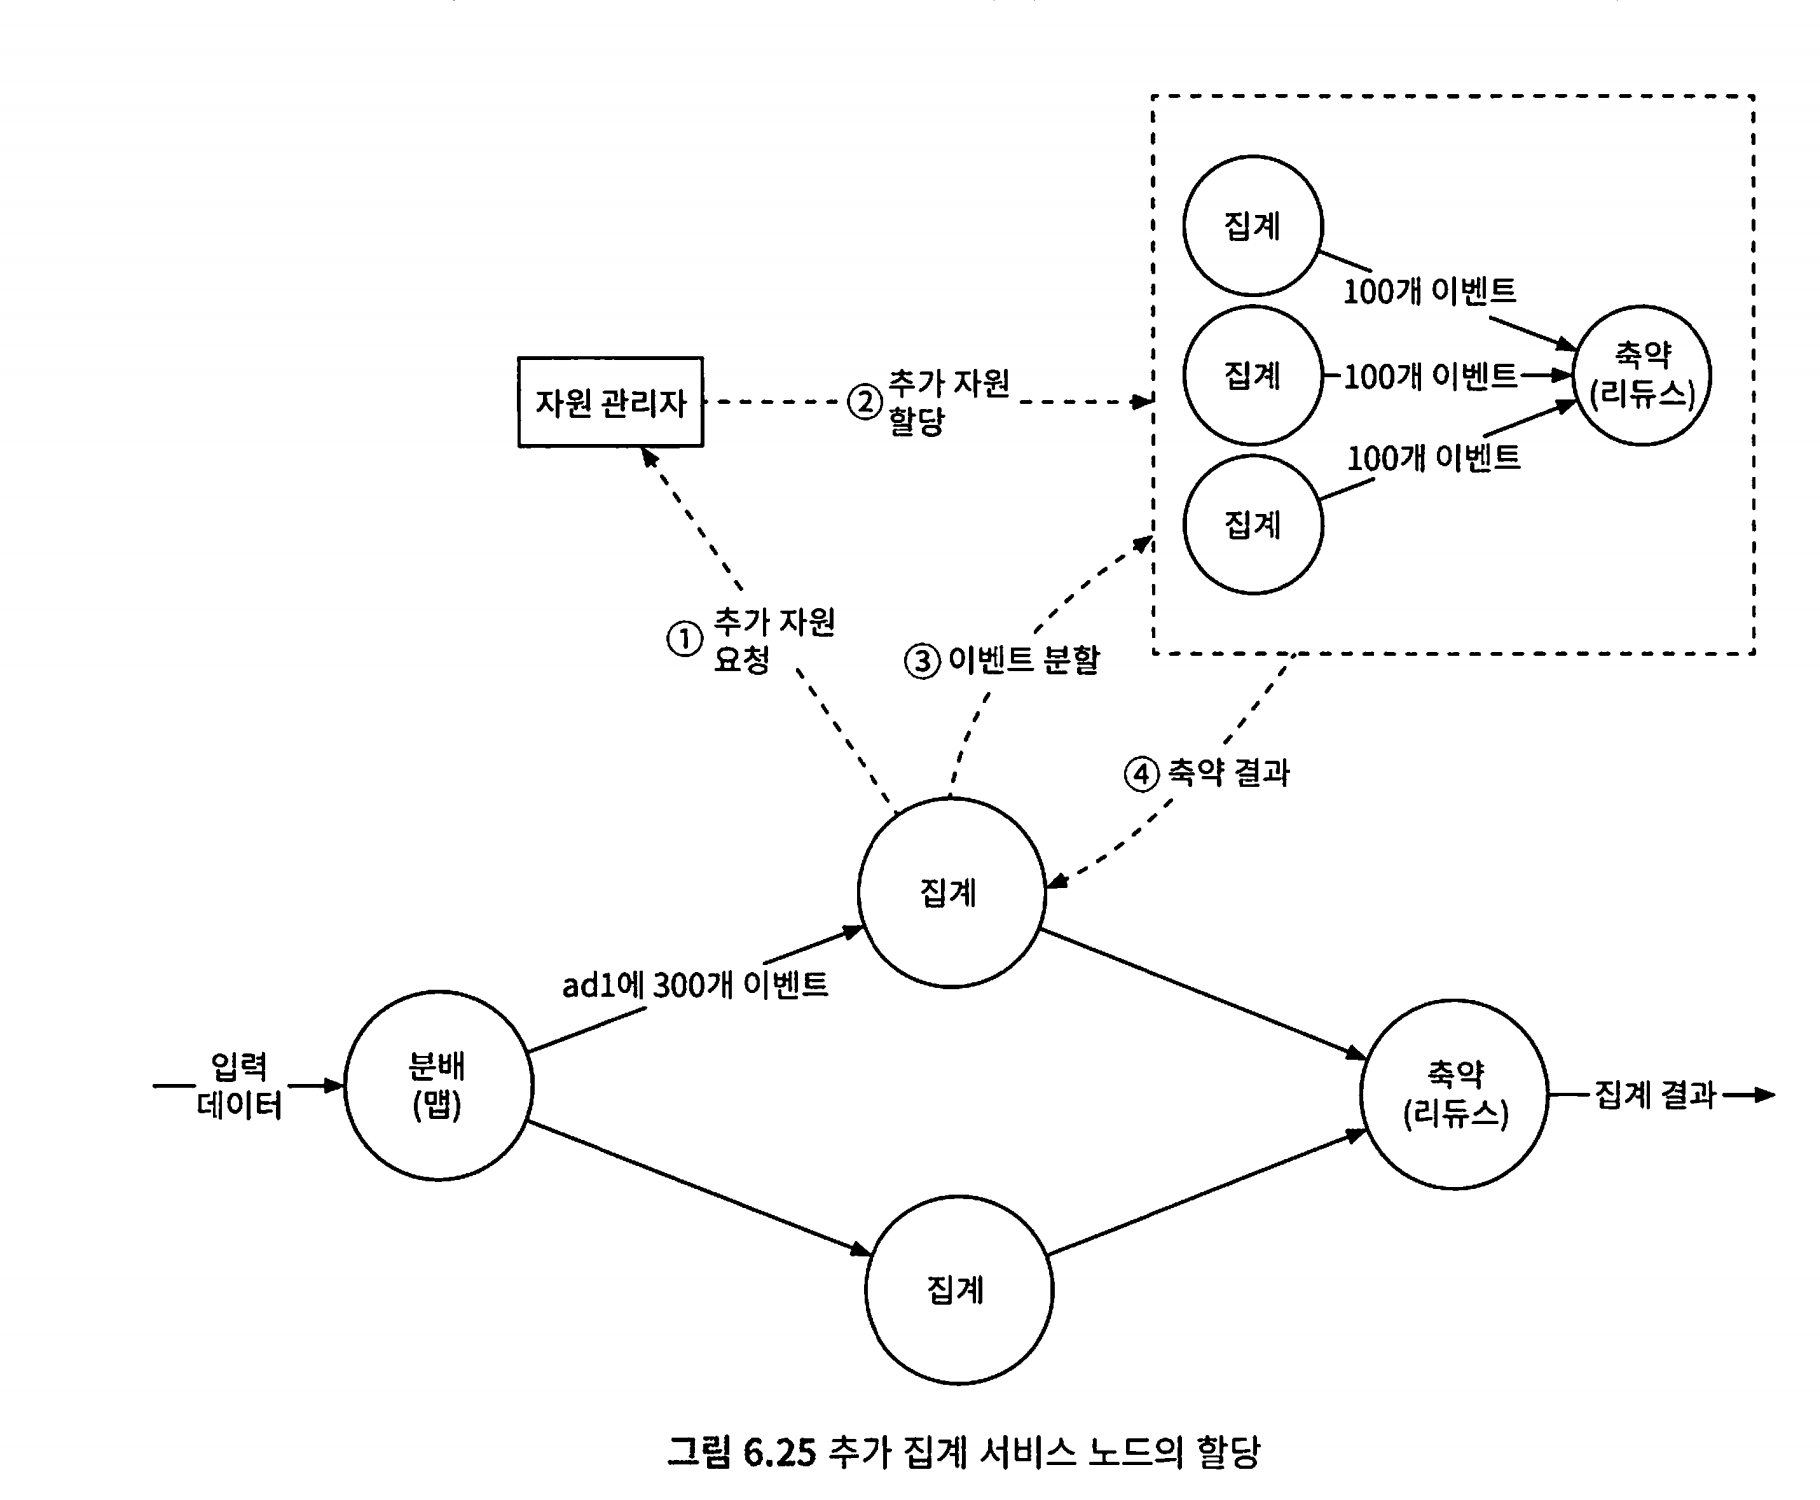 집계
100개 이벤트
집계
100개 이벤트
축약
(리듀스)
100개 이벤트
집계
자원 관리자
② 추가 자원
할당
① 추가 자원
요청
③ 이벤트 분할
④ 축약 결과
집계
ad1에 300개 이벤트
입력
데이터
분배
(맵)
축약
(리듀스)
집계 결과
집계
그림 6.25 추가 집계 서비스 노드의 할당